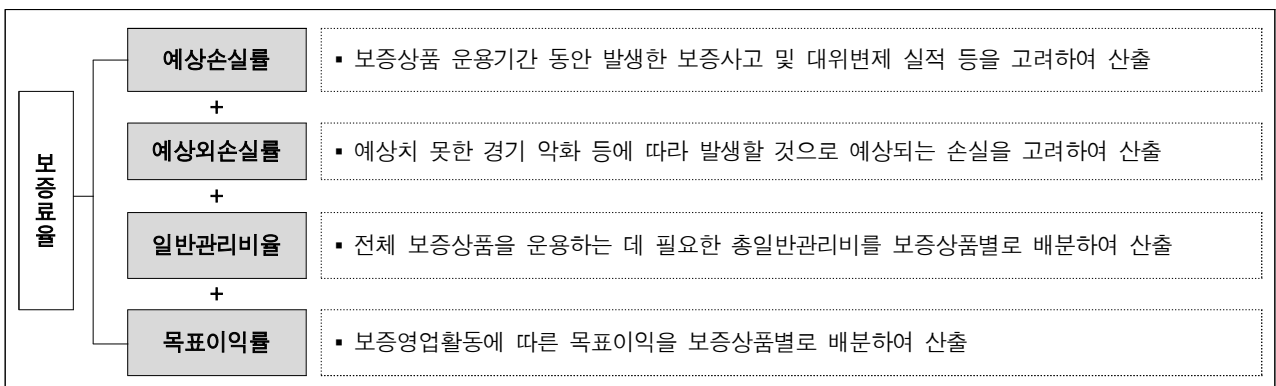 보증료율
예상손실률
▪ 보증상품 운용기간 동안 발생한 보증사고 및 대위변제 실적 등을 고려하여 산출
+
예상외손실률
▪ 예상치 못한 경기 악화 등에 따라 발생할 것으로 예상되는 손실을 고려하여 산출
+
일반관리비율
▪ 전체 보증상품을 운용하는 데 필요한 총일반관리비를 보증상품별로 배분하여 산출
+
목표이익률
▪ 보증영업활동에 따른 목표이익을 보증상품별로 배분하여 산출